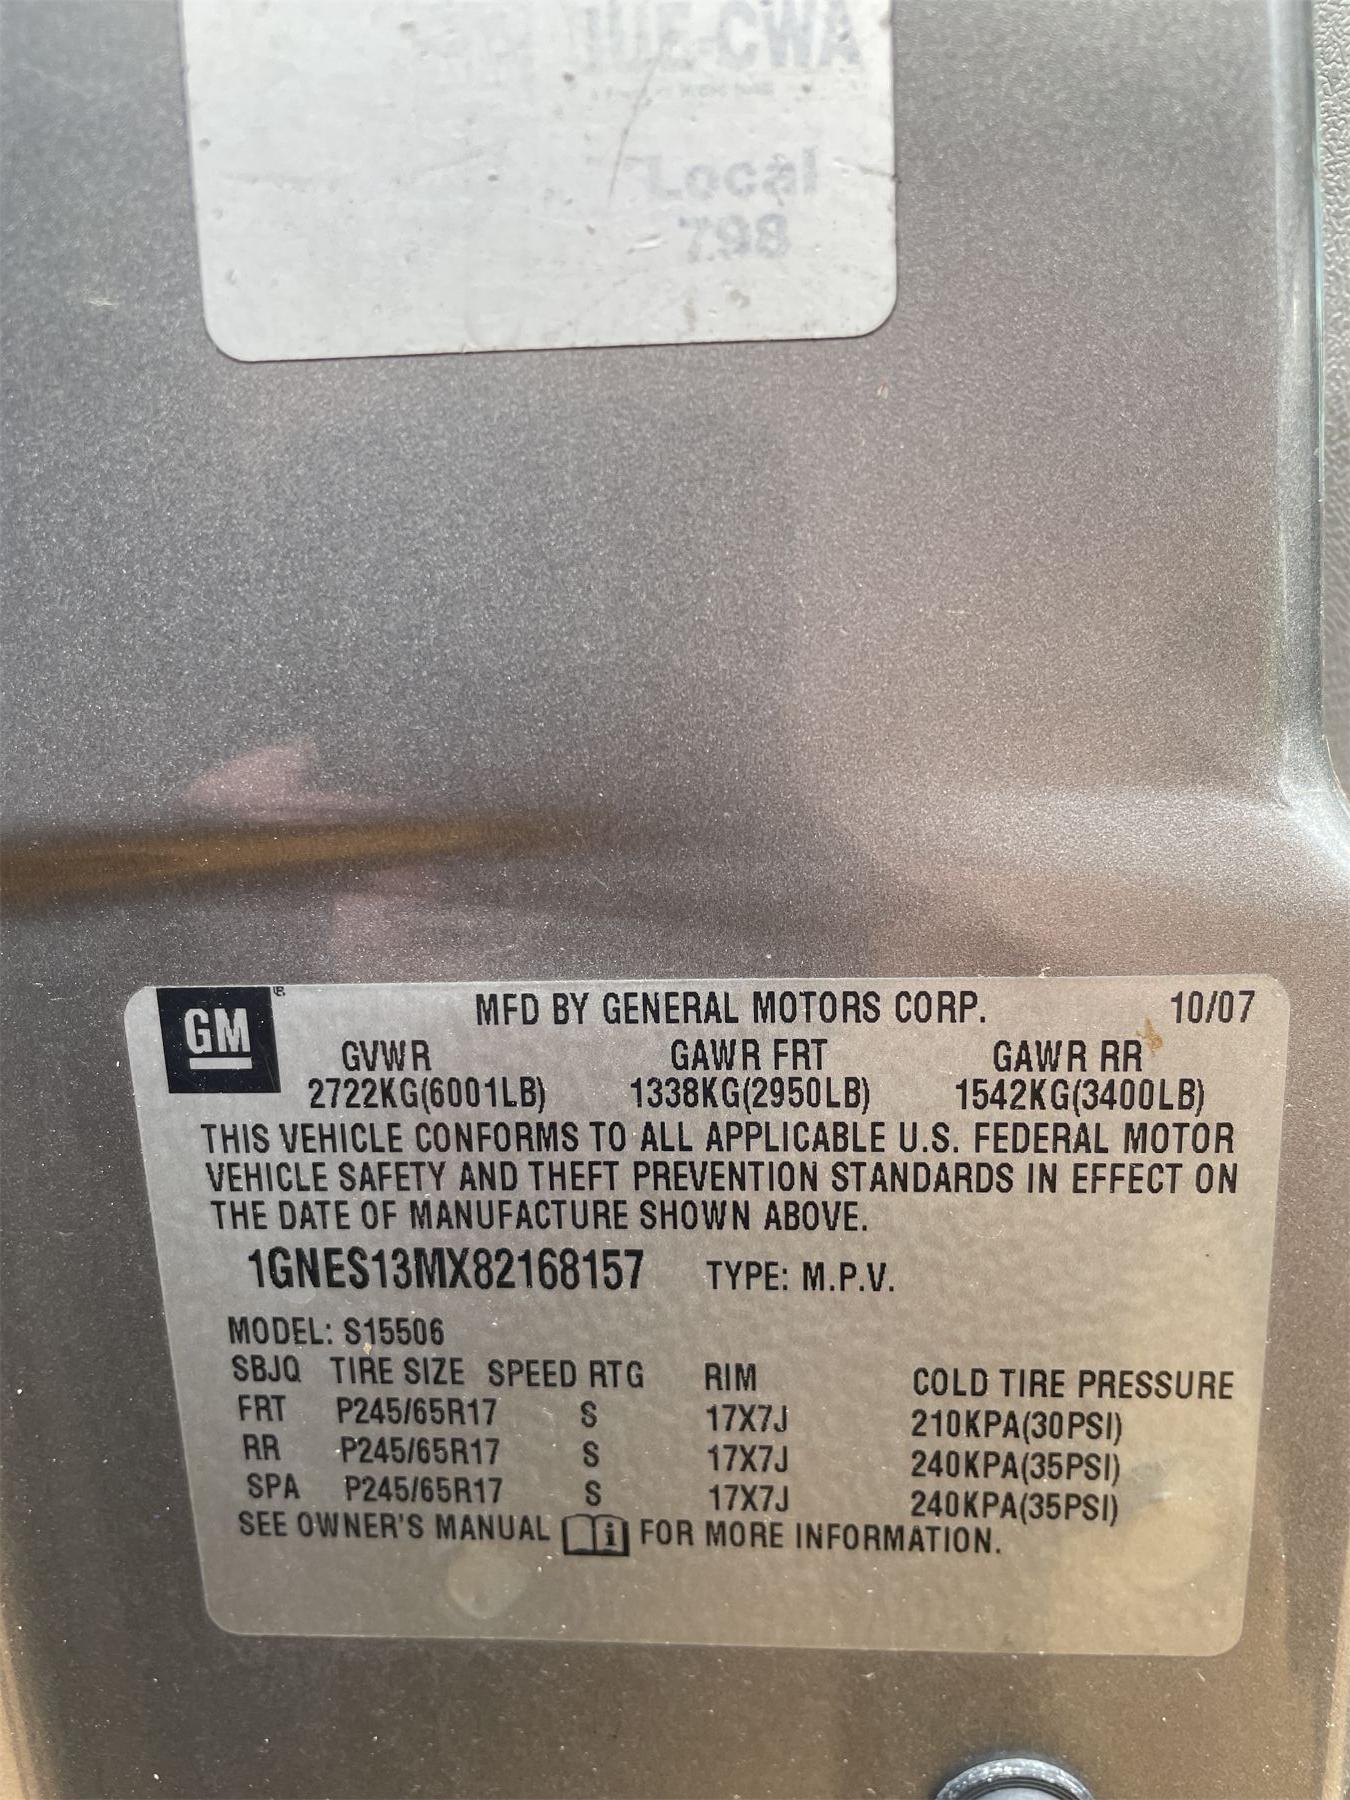 IUE-CWA
Local
798
GM
MFD BY GENERAL MOTORS CORP. 10/07
GVWR GAWR FRT GAWR RR
2722KG(6001LB) 1338KG(2950LB) 1542KG(3400LB)
THIS VEHICLE CONFORMS TO ALL APPLICABLE U.S. FEDERAL MOTOR
VEHICLE SAFETY AND THEFT PREVENTION STANDARDS IN EFFECT ON
THE DATE OF MANUFACTURE SHOWN ABOVE.
1GNES13MX82168157 TYPE: M.P.V.
MODEL: S15506
SBJQ TIRE SIZE SPEED RTG RIM COLD TIRE PRESSURE
FRT P245/65R17 S 17X7J 210KPA(30PSI)
RR P245/65R17 S 17X7J 240KPA(35PSI)
SPA P245/65R17 S 17X7J 240KPA(35PSI)
SEE OWNER'S MANUAL i FOR MORE INFORMATION.